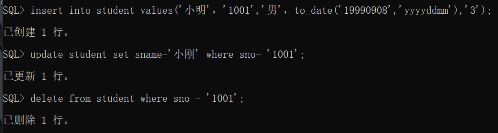 SQL> insert into student values('小明', '1001','男', to_date('19990908','yyyyddmm'),'3');
已创建 1 行。
SQL> update student set sname='小刚' where sno= '1001';
已更新 1 行。
SQL> delete from student where sno = '1001';
已删除 1 行。